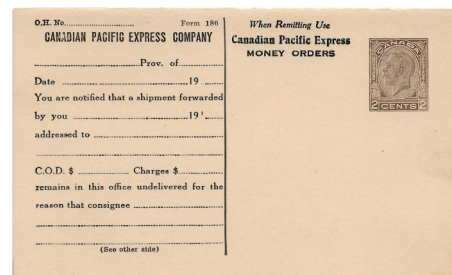 O.H. No. Form 186
CANADIAN PACIFIC EXPRESS COMPANY
Prov. of
Date 19
You are notified that a shipment forwarded
by you 19'
addressed to
C.O.D. $ Charges $
remains in this office undelivered for the
reason that consignee
(See other side)
When Remitting Use
Canadian Pacific Express
MONEY ORDERS
CANADA
2 CENTS 2